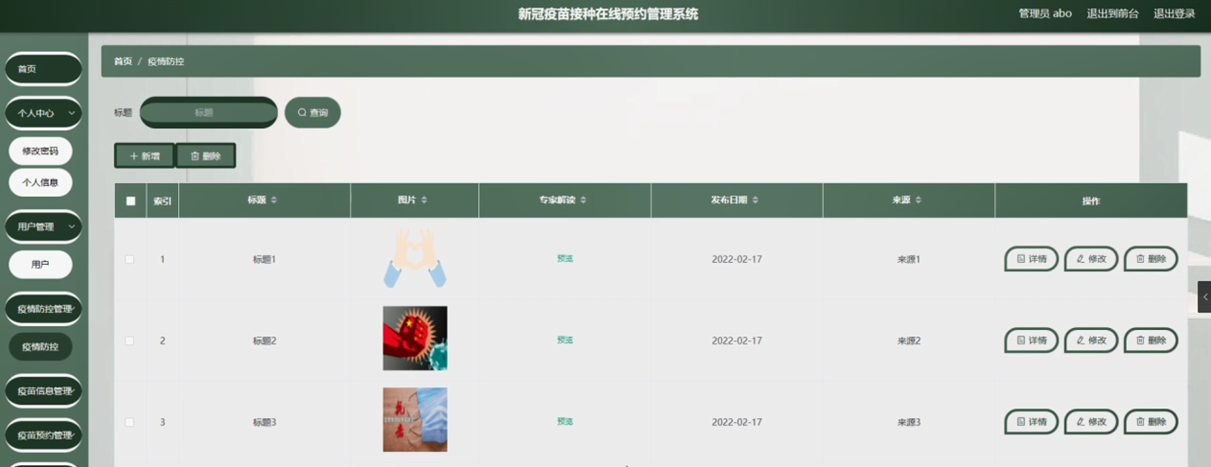 新冠疫苗接种在线预约管理系统
管理员 abo 退出到前台 退出登录
首页
个人中心
修改密码
个人信息
用户管理
用户
疫情防控管理
疫情防控
疫苗信息管理
疫苗预约管理
首页 / 疫情防控
标题 标题 查询
新增 删除
索引 标题 图片 专家解读 发布日期 来源 操作
1 标题1 预览 2022-02-17 来源1 详情 修改 删除
2 标题2 预览 2022-02-17 来源2 详情 修改 删除
3 标题3 预览 2022-02-17 来源3 详情 修改 删除